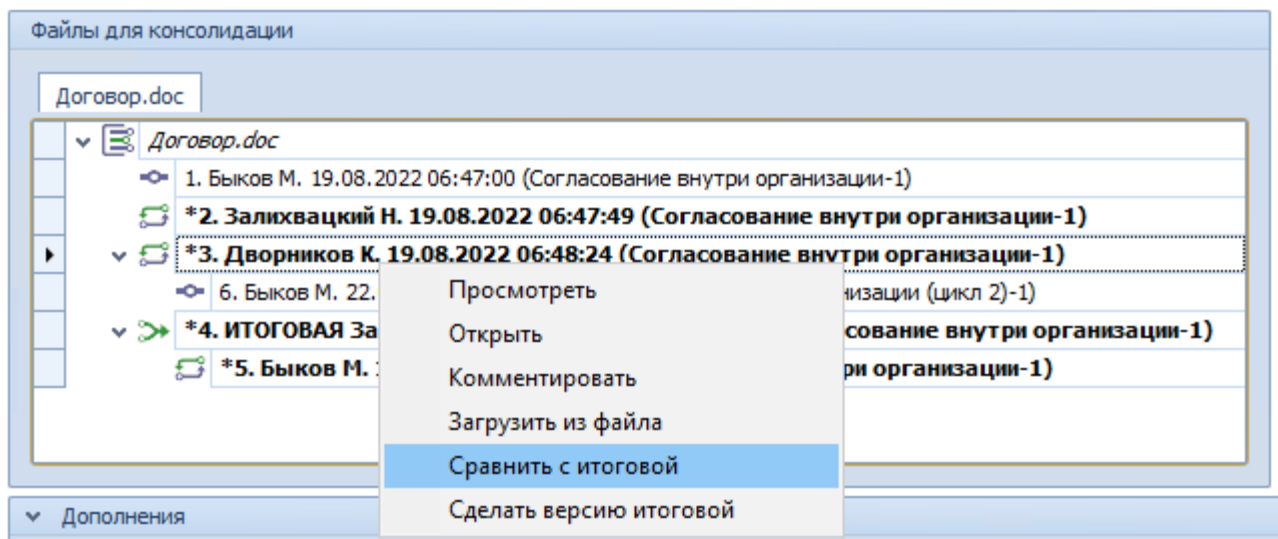 Файлы для консолидации
Договор.doc
Договор.doc
1. Быков М. 19.08.2022 06:47:00 (Согласование внутри организации-1)
*2. Залихвацкий Н. 19.08.2022 06:47:49 (Согласование внутри организации-1)
*3. Дворников К. 19.08.2022 06:48:24 (Согласование внутри организации-1)
6. Быков М. 22. низации (цикл 2)-1)
*4. ИТОГОВАЯ За сование внутри организации-1)
*5. Быков М. ри организации-1)
Просмотреть
Открыть
Комментировать
Загрузить из файла
Сравнить с итоговой
Сделать версию итоговой
Дополнения